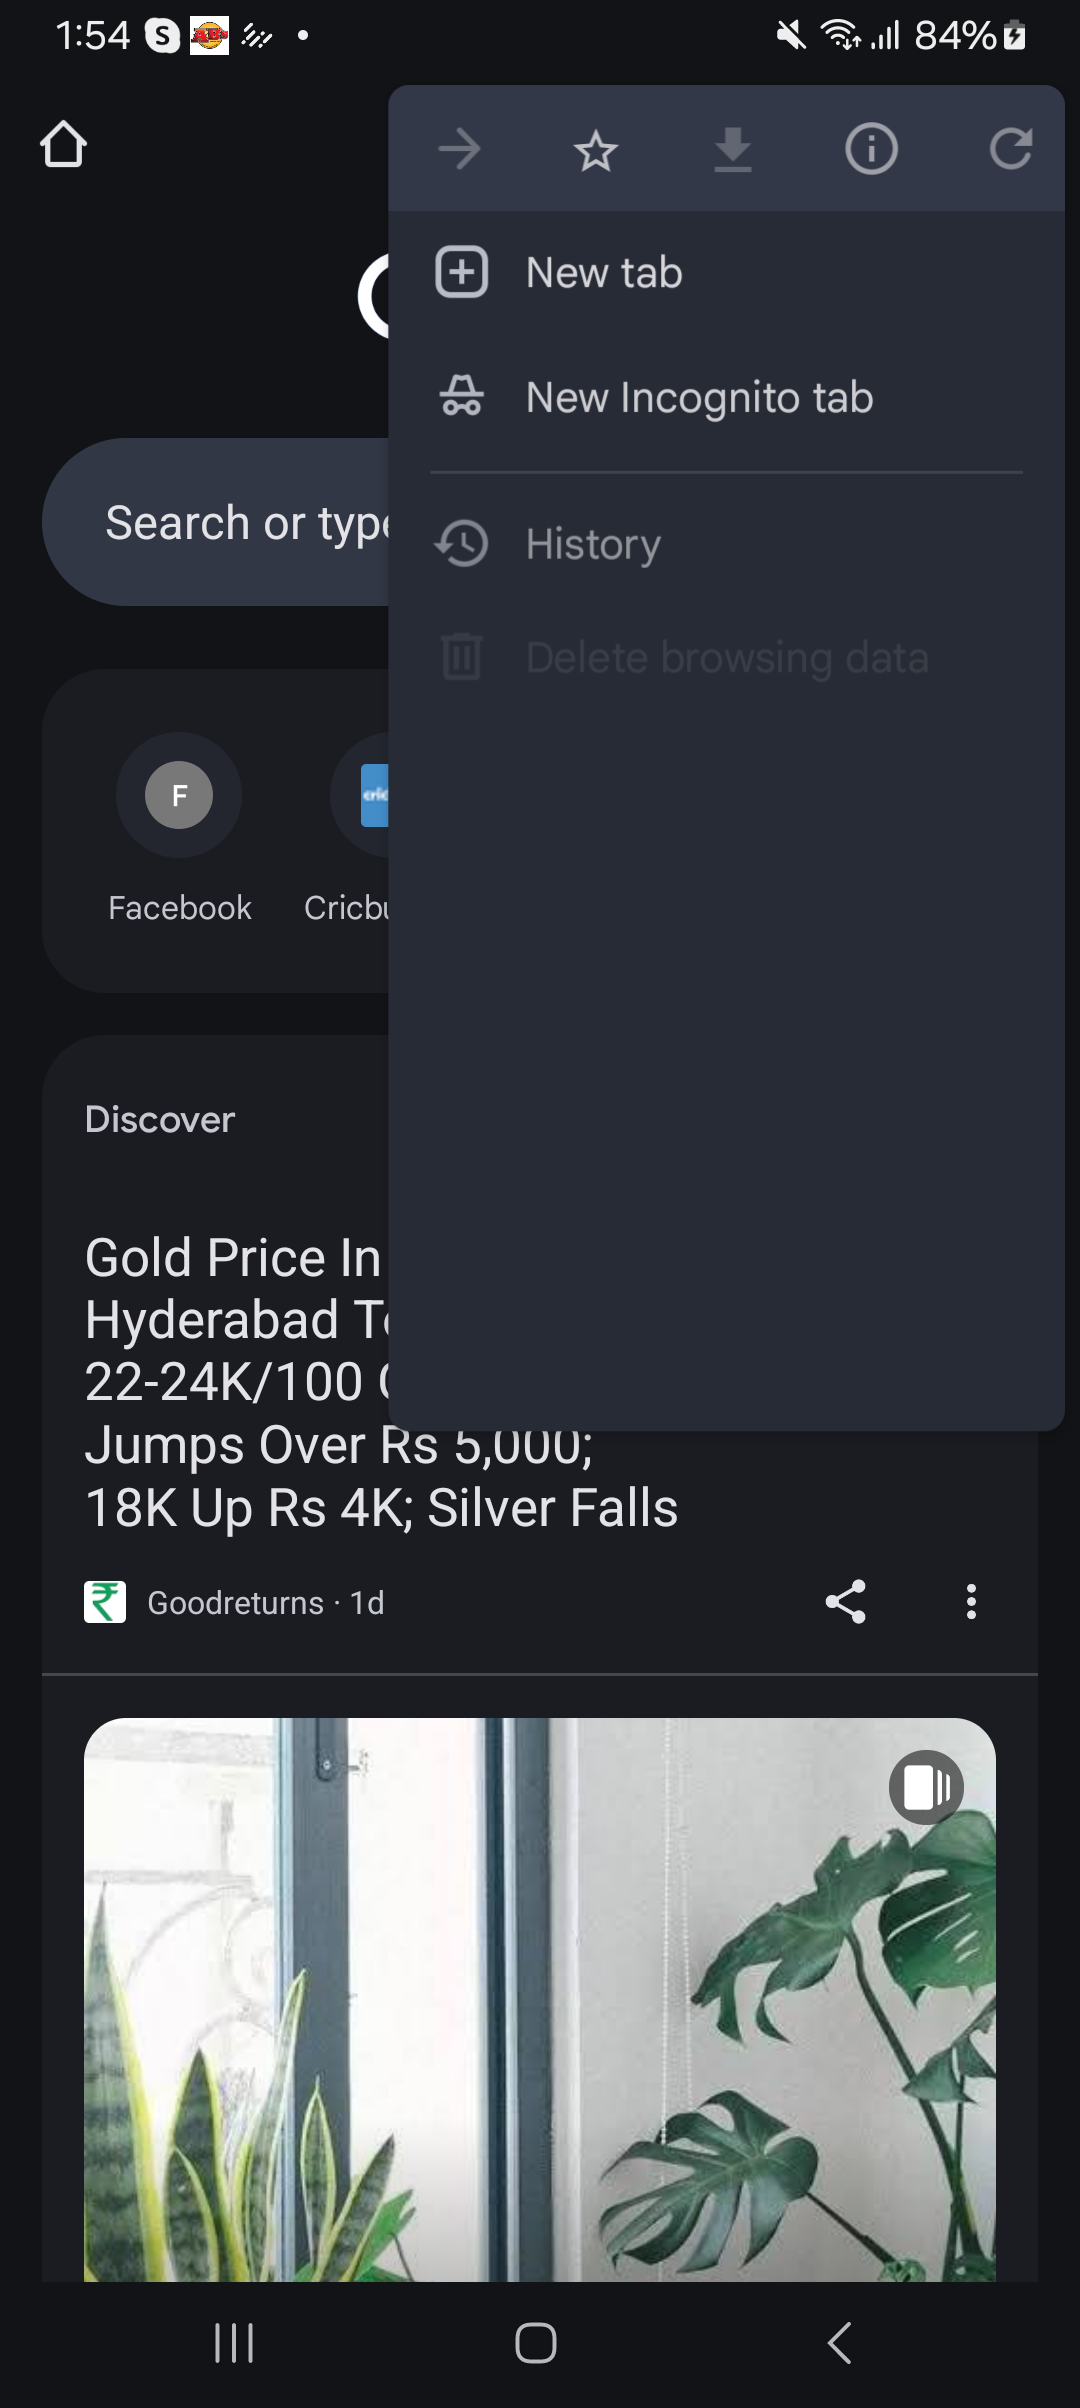 1:54
84%
New tab
New Incognito tab
Search or type
History
Delete browsing data
F
cric
Facebook
Cricbu
Discover
Gold Price In
Hyderabad To
22-24K/100 G
Jumps Over Rs 5,000;
18K Up Rs 4K; Silver Falls
Goodreturns · 1d